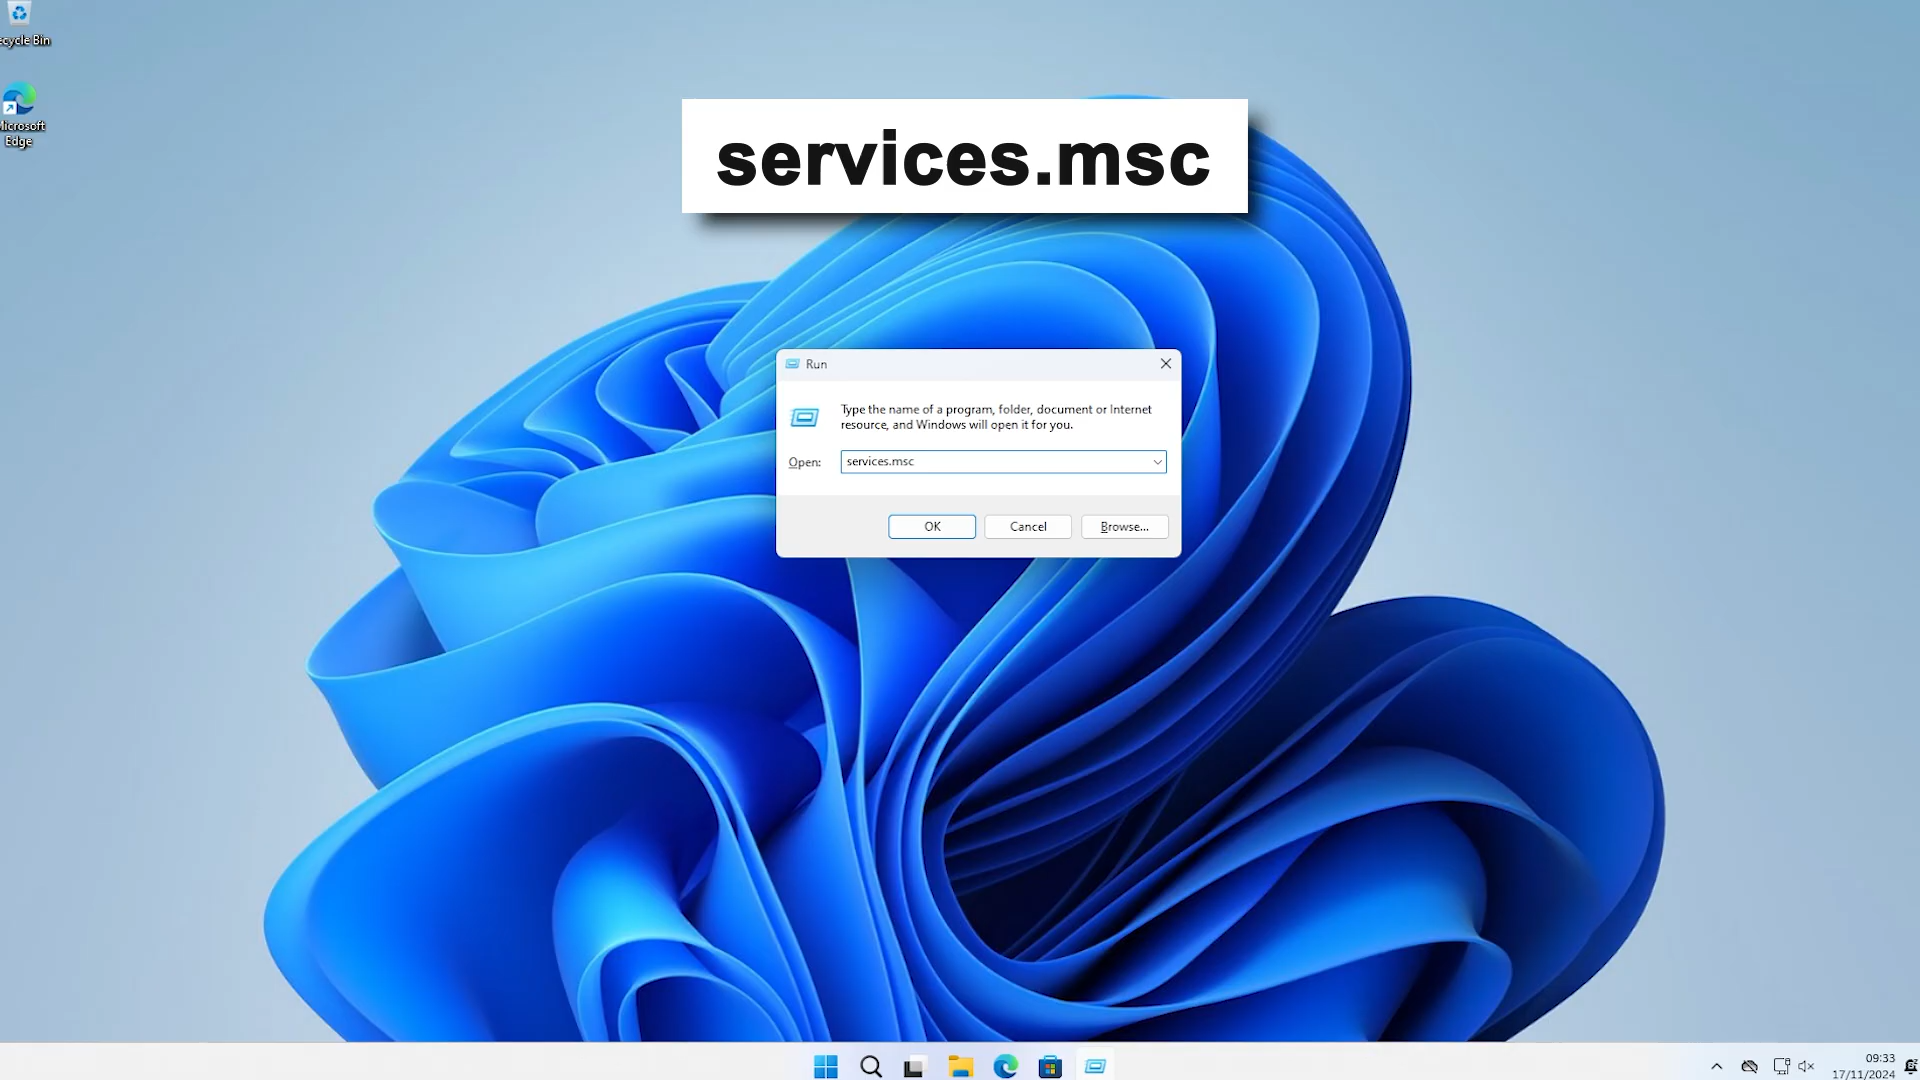 ecycle Bin
Microsoft
Edge
services.msc
Run
Type the name of a program, folder, document or Internet
resource, and Windows will open it for you.
Open:
services.msc
OK
Cancel
Browse...
09:33
17/11/2024